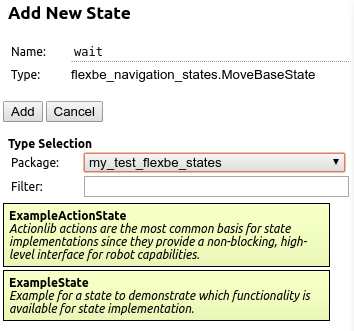 Add New State
Name: wait
Type: flexbe_navigation_states.MoveBaseState
Add Cancel
Type Selection
Package: my_test_flexbe_states
Filter:
ExampleActionState
Actionlib actions are the most common basis for state
implementations since they provide a non-blocking, high-
level interface for robot capabilities.
ExampleState
Example for a state to demonstrate which functionality is
available for state implementation.